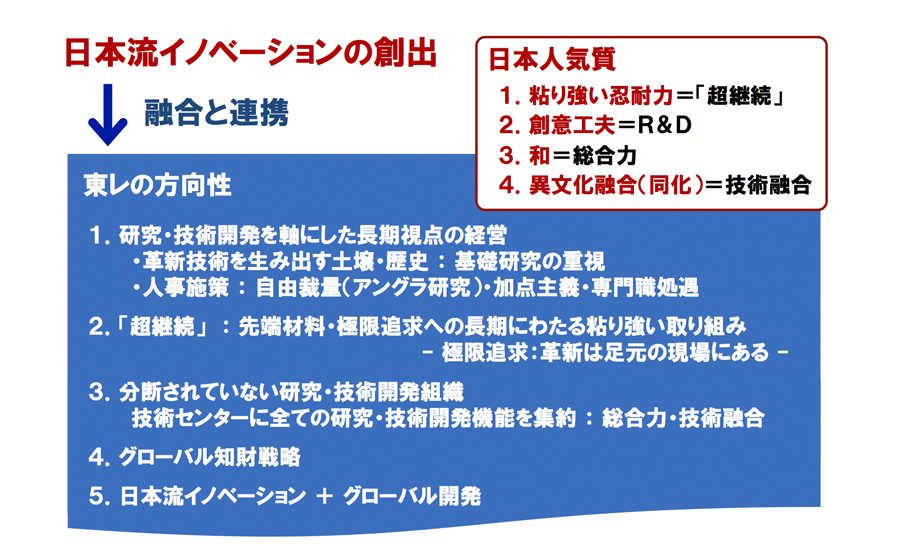 日本流イノベーションの創出
融合と連携
日本人気質
1. 粘り強い忍耐力＝「超継続」
2. 創意工夫＝R＆D
3. 和＝総合力
4. 異文化融合（同化）＝技術融合
東レの方向性
1. 研究・技術開発を軸にした長期視点の経営
・革新技術を生み出す土壌・歴史 ： 基礎研究の重視
・人事施策 ： 自由裁量（アングラ研究）・加点主義・専門職処遇
2. 「超継続」 ： 先端材料・極限追求への長期にわたる粘り強い取り組み
－ 極限追求：革新は足元の現場にある －
3. 分断されていない研究・技術開発組織
技術センターに全ての研究・技術開発機能を集約 ： 総合力・技術融合
4. グローバル知財戦略
5. 日本流イノベーション ＋ グローバル開発